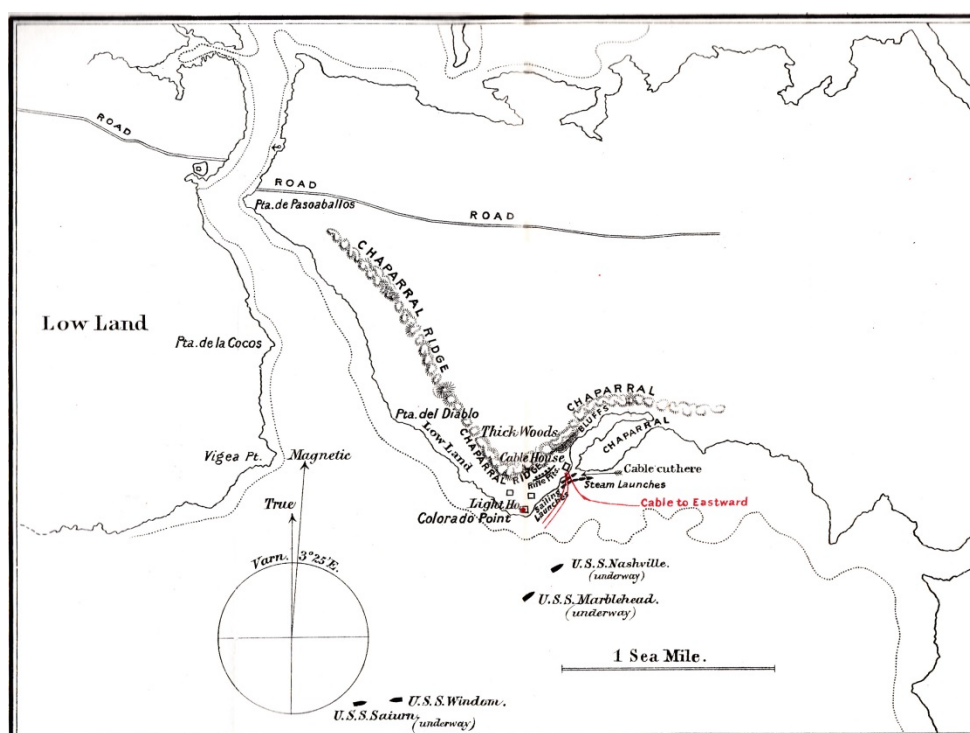 ROAD
ROAD
Pta. de Pasoaballos
ROAD
CHAPARRAL RIDGE
Low Land
Pta. de la Cocos
CHAPARRAL
BLUFFS
CHAPARRAL
Pta. del Diablo
Thick Woods
Low Land
CHAPARRAL RIDGE
Cable House
Vigea Pt.
Magnetic
Cable cut here
Rifle Pits
Steam Launches
True
Light Ho.
Sailing
Launches
Cable to Eastward
Colorado Point
Varn. 3°25'E.
U.S.S. Nashville.
(underway)
U.S.S. Marblehead.
(underway)
1 Sea Mile.
U.S.S. Windom.
U.S.S. Saiurn.
(underway)